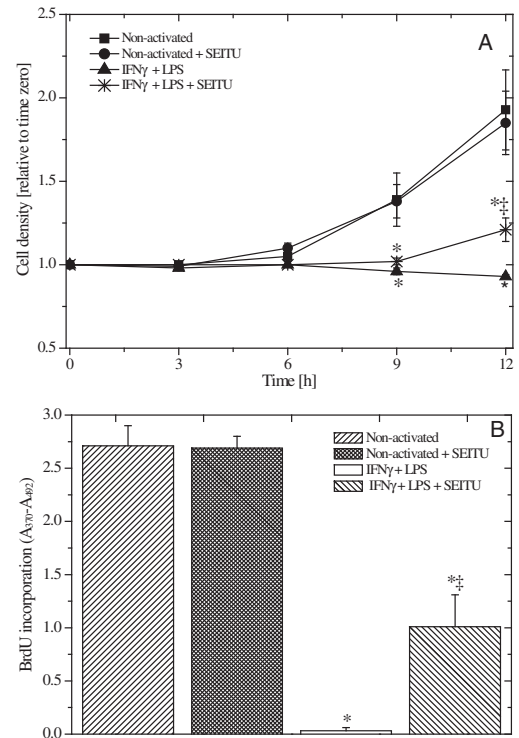 A
Non-activated
Non-activated + SEITU
IFNγ + LPS
IFNγ + LPS + SEITU
Cell density [relative to time zero]
2.5
2.0
1.5
1.0
0.5
*
*
*‡
*
0 3 6 9 12
Time [h]
B
Non-activated
Non-activated + SEITU
IFNγ + LPS
IFNγ + LPS + SEITU
BrdU incorporation (A370-A492)
3.0
2.5
2.0
1.5
1.0
0.5
0.0
*
*‡